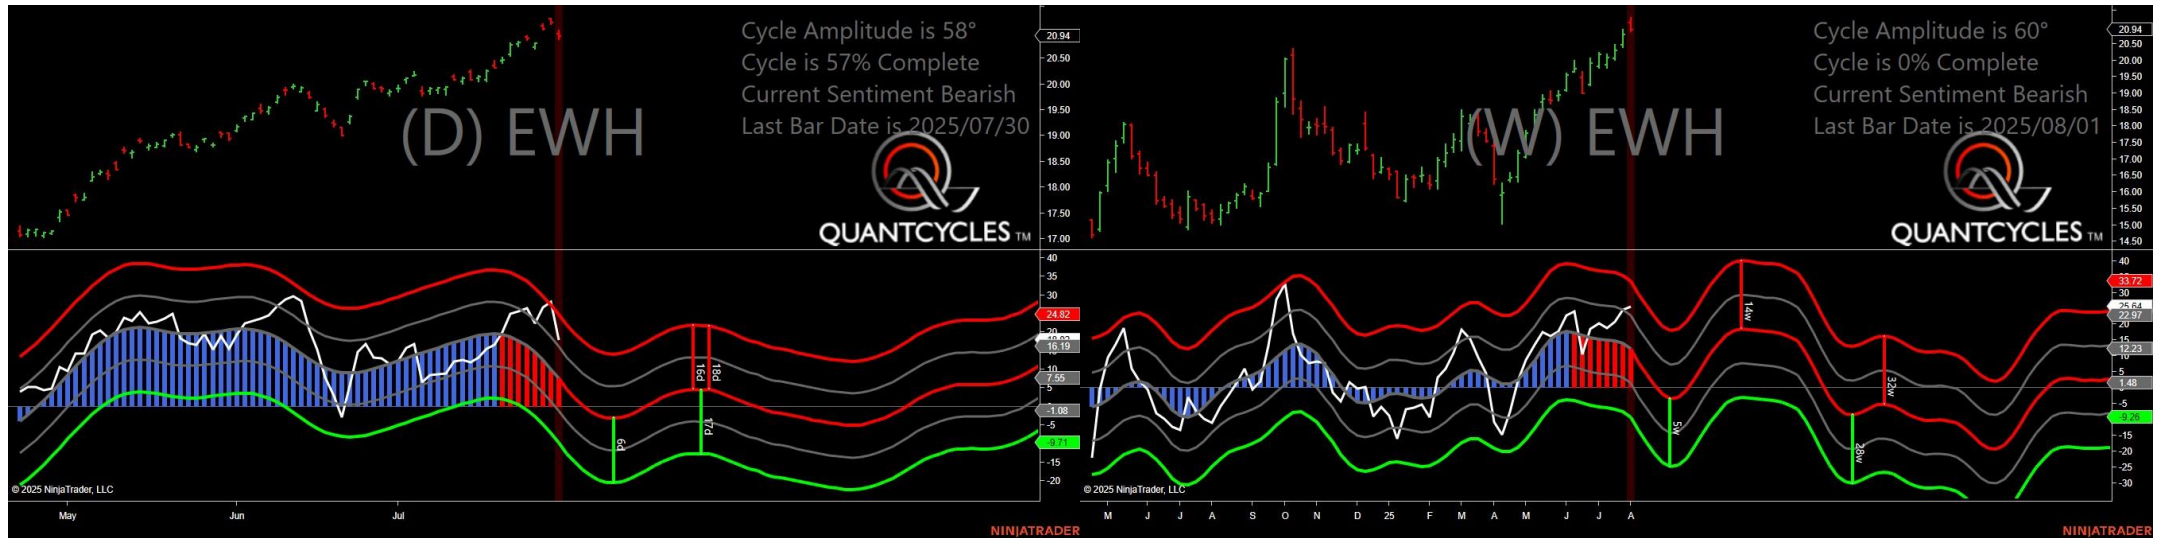 Cycle Amplitude is 58°
Cycle is 57% Complete
Current Sentiment Bearish
Last Bar Date is 2025/07/30
(D) EWH
QUANTCYCLES TM
20.94
20.50
20.00
19.50
19.00
18.50
18.00
17.50
17.00
40
35
30
24.82
20
16.19
10
7.55
5
-1.08
-5
-9.71
-15
-20
16d
18d
6d
17d
© 2025 NinjaTrader, LLC
May Jun Jul
NINJATRADER
Cycle Amplitude is 60°
Cycle is 0% Complete
Current Sentiment Bearish
Last Bar Date is 2025/08/01
(W) EWH
QUANTCYCLES TM
20.94
20.50
20.00
19.50
19.00
18.50
18.00
17.50
17.00
16.50
16.00
15.50
15.00
14.50
40
33.72
30
25.64
22.97
20
15
12.23
5
1.48
-5
-9.26
-15
-20
-25
-30
14w
32w
5w
28w
© 2025 NinjaTrader, LLC
M J J A S O N D 25 F M A M J J A
NINJATRADER